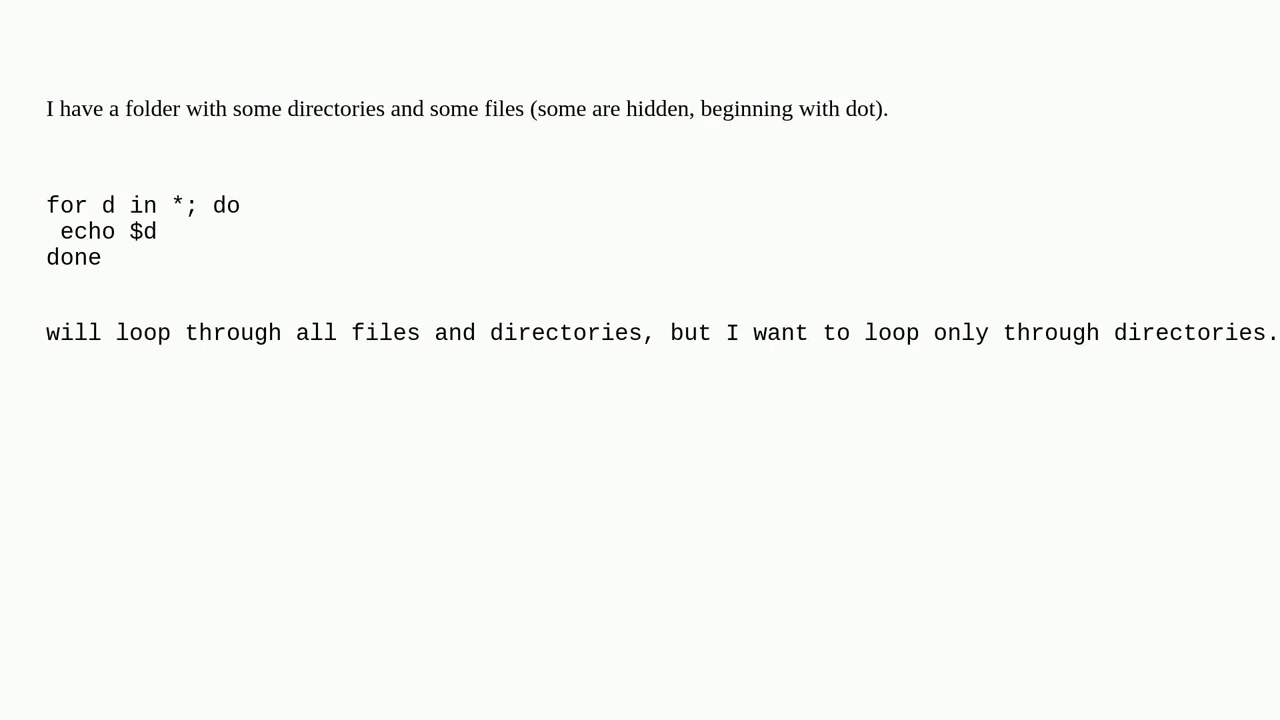 I have a folder with some directories and some files (some are hidden, beginning with dot).
for d in *; do
 echo $d
done
will loop through all files and directories, but I want to loop only through directories.